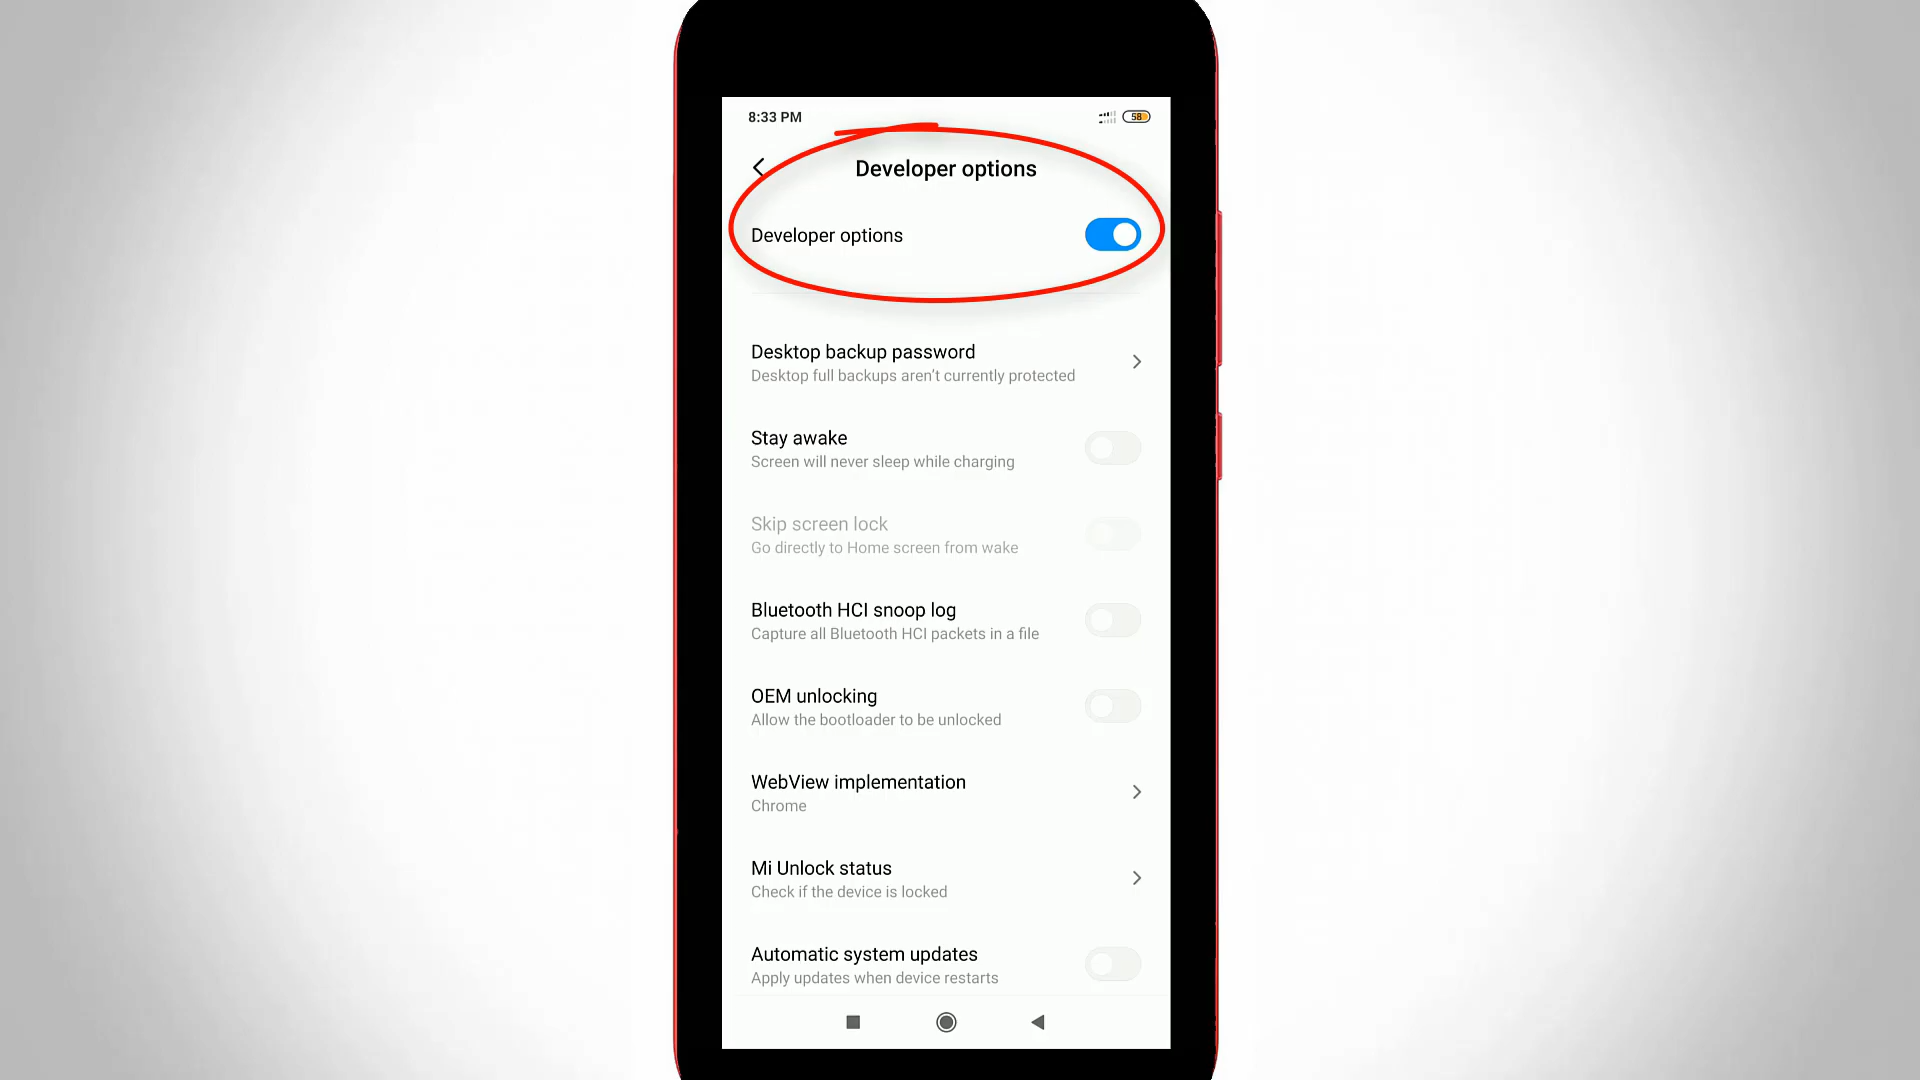 8:33 PM
58
Developer options
Developer options
Desktop backup password
Desktop full backups aren't currently protected
Stay awake
Screen will never sleep while charging
Skip screen lock
Go directly to Home screen from wake
Bluetooth HCI snoop log
Capture all Bluetooth HCI packets in a file
OEM unlocking
Allow the bootloader to be unlocked
WebView implementation
Chrome
Mi Unlock status
Check if the device is locked
Automatic system updates
Apply updates when device restarts